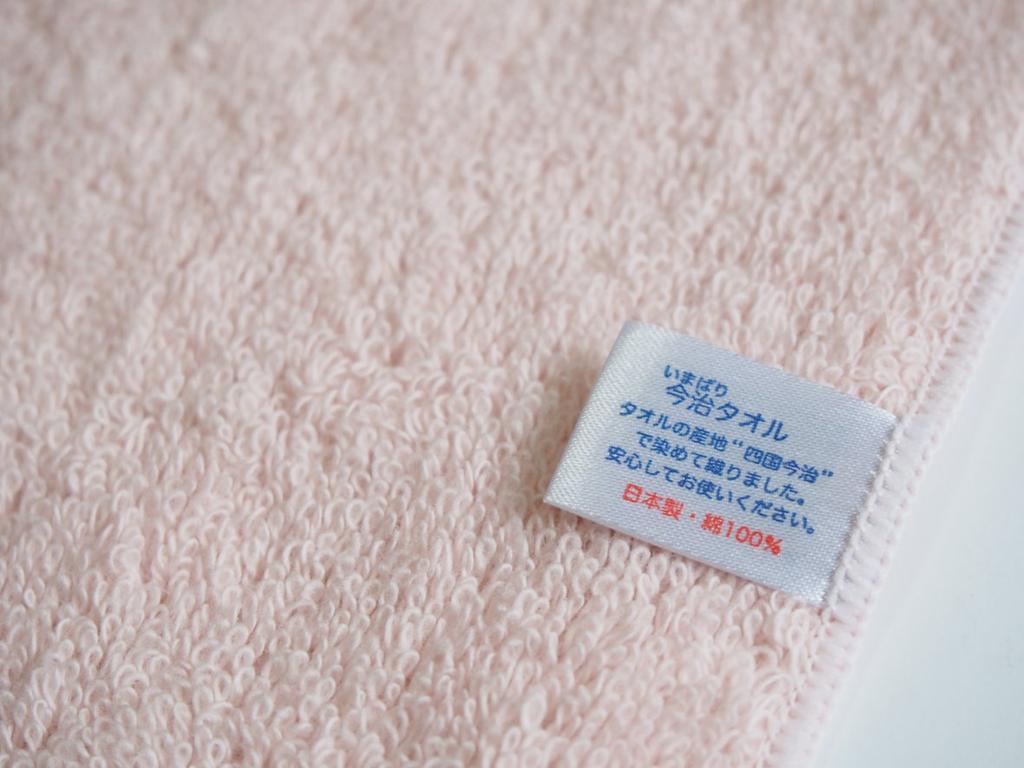 いまばり
今治タオル
タオルの産地“四国今治”
で染めて織りました。
安心してお使いください。
日本製・綿100%